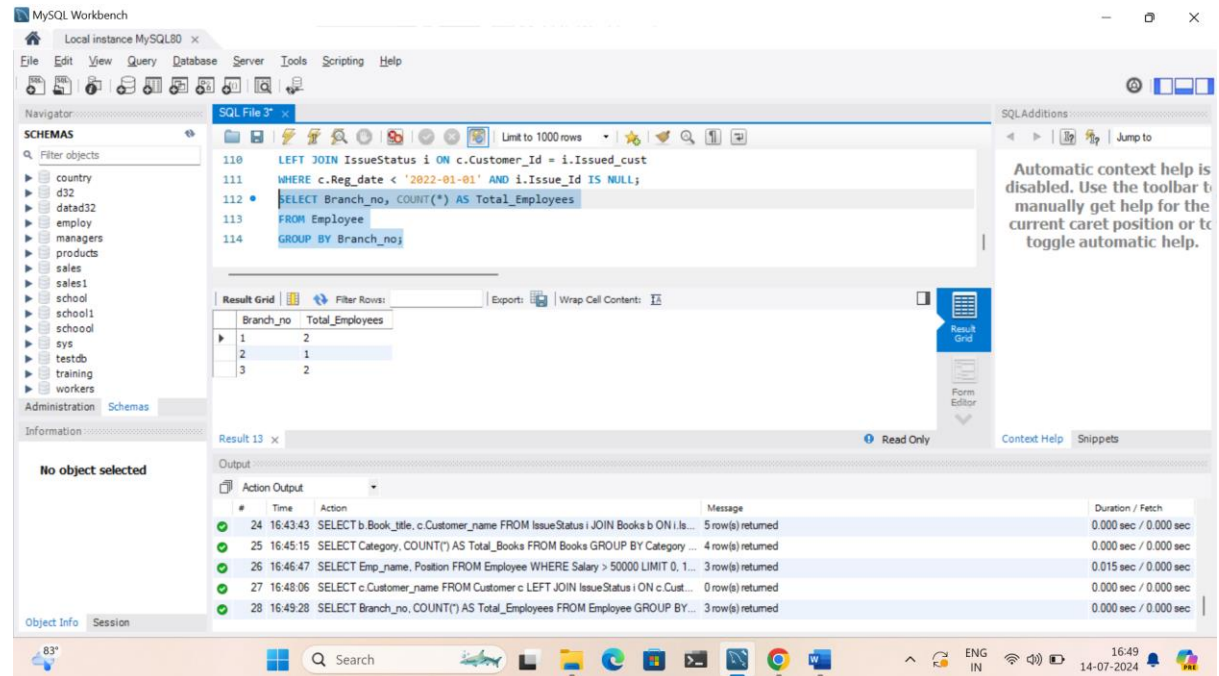 MySQL Workbench
Local instance MySQL80
File Edit View Query Database Server Tools Scripting Help
Navigator
SCHEMAS
Filter objects
country
d32
datad32
employ
managers
products
sales
sales1
school
school1
schoool
sys
testdb
training
workers
Administration Schemas
Information
No object selected
Object Info Session
SQL File 3*
Limit to 1000 rows
110 LEFT JOIN IssueStatus i ON c.Customer_Id = i.Issued_cust
111 WHERE c.Reg_date < '2022-01-01' AND i.Issue_Id IS NULL;
112 SELECT Branch_no, COUNT(*) AS Total_Employees
113 FROM Employee
114 GROUP BY Branch_no;
Result Grid Filter Rows: Export: Wrap Cell Content:
Branch_no Total_Employees
1 2
2 1
3 2
Result Grid
Form Editor
Result 13 Read Only
Output
Action Output
# Time Action Message Duration / Fetch
24 16:43:43 SELECT b.Book_title, c.Customer_name FROM IssueStatus i JOIN Books b ON i.Is... 5 row(s) returned 0.000 sec / 0.000 sec
25 16:45:15 SELECT Category, COUNT(*) AS Total_Books FROM Books GROUP BY Category ... 4 row(s) returned 0.000 sec / 0.000 sec
26 16:46:47 SELECT Emp_name, Position FROM Employee WHERE Salary > 50000 LIMIT 0, 1... 3 row(s) returned 0.015 sec / 0.000 sec
27 16:48:06 SELECT c.Customer_name FROM Customer c LEFT JOIN IssueStatus i ON c.Cust... 0 row(s) returned 0.000 sec / 0.000 sec
28 16:49:28 SELECT Branch_no, COUNT(*) AS Total_Employees FROM Employee GROUP BY... 3 row(s) returned 0.000 sec / 0.000 sec
SQLAdditions
Jump to
Automatic context help is
disabled. Use the toolbar t
manually get help for the
current caret position or to
toggle automatic help.
Context Help Snippets
83°
Search
ENG
IN
16:49
14-07-2024
PRE